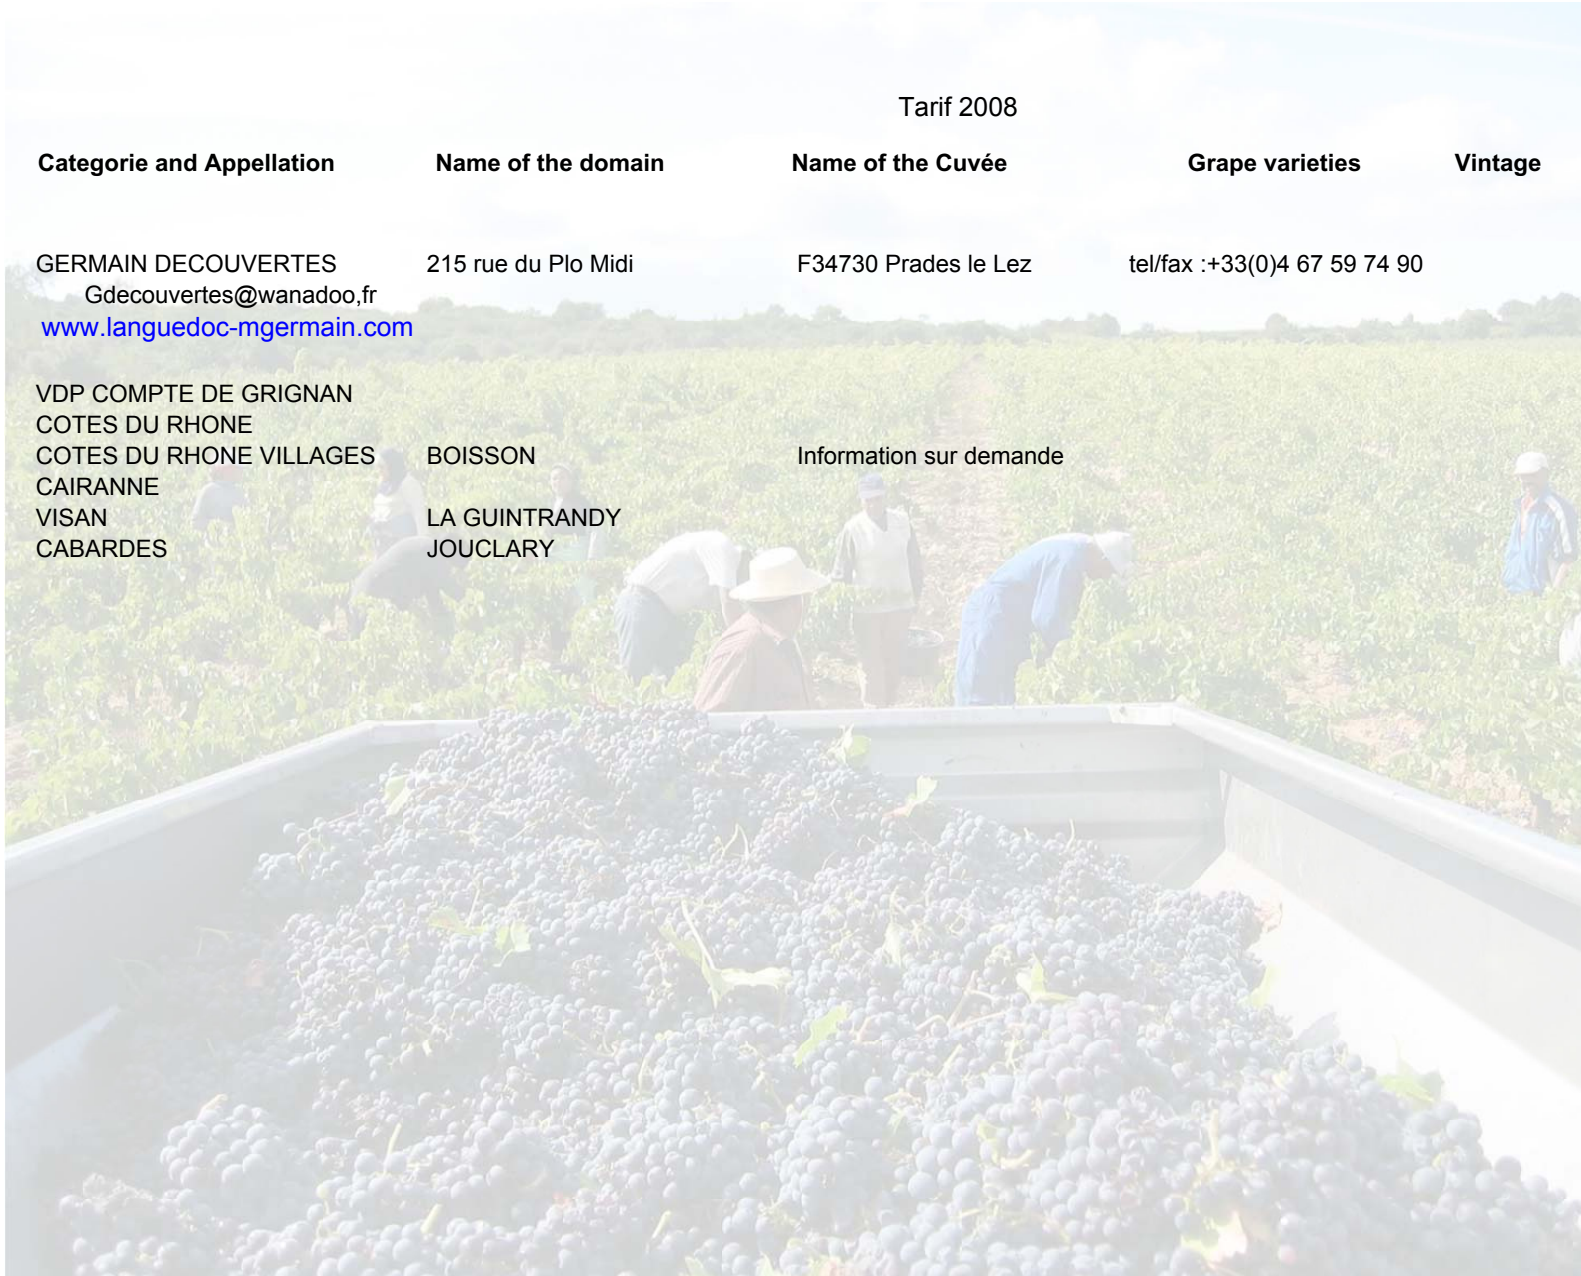 Tarif 2008
Categorie and Appellation Name of the domain Name of the Cuvée Grape varieties Vintage
GERMAIN DECOUVERTES 215 rue du Plo Midi F34730 Prades le Lez tel/fax :+33(0)4 67 59 74 90
Gdecouvertes@wanadoo,fr
www.languedoc-mgermain.com
VDP COMPTE DE GRIGNAN
COTES DU RHONE
COTES DU RHONE VILLAGES BOISSON Information sur demande
CAIRANNE
VISAN LA GUINTRANDY
CABARDES JOUCLARY